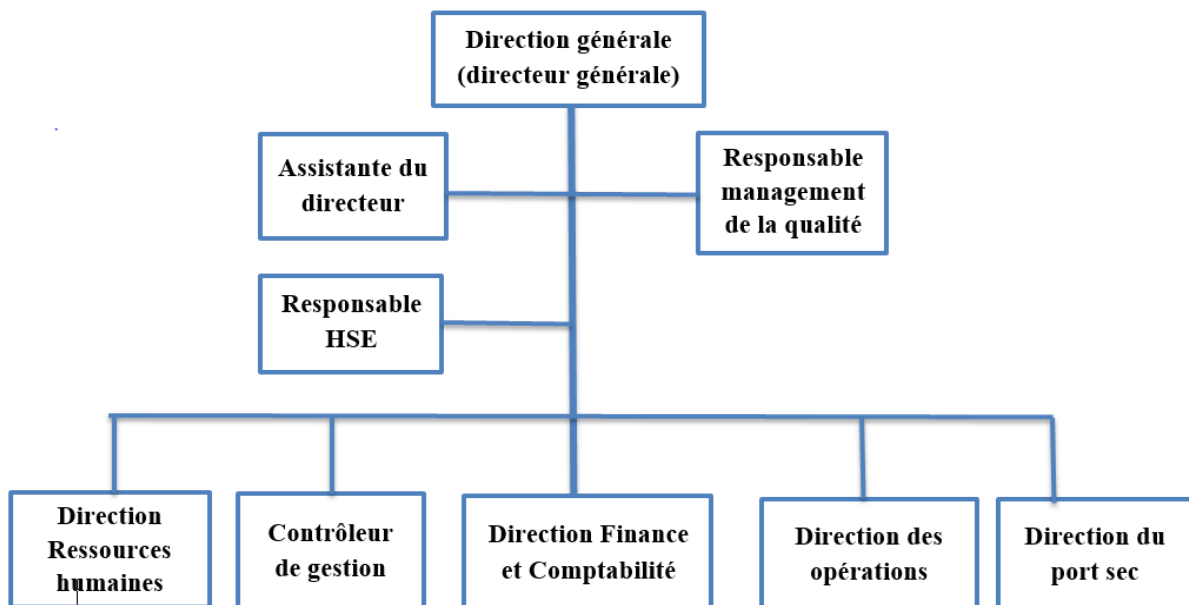 Direction générale
(directeur générale)
Assistante du
directeur
Responsable
management
de la qualité
Responsable
HSE
Direction
Ressources
humaines
Contrôleur
de gestion
Direction Finance
et Comptabilité
Direction des
opérations
Direction du
port sec